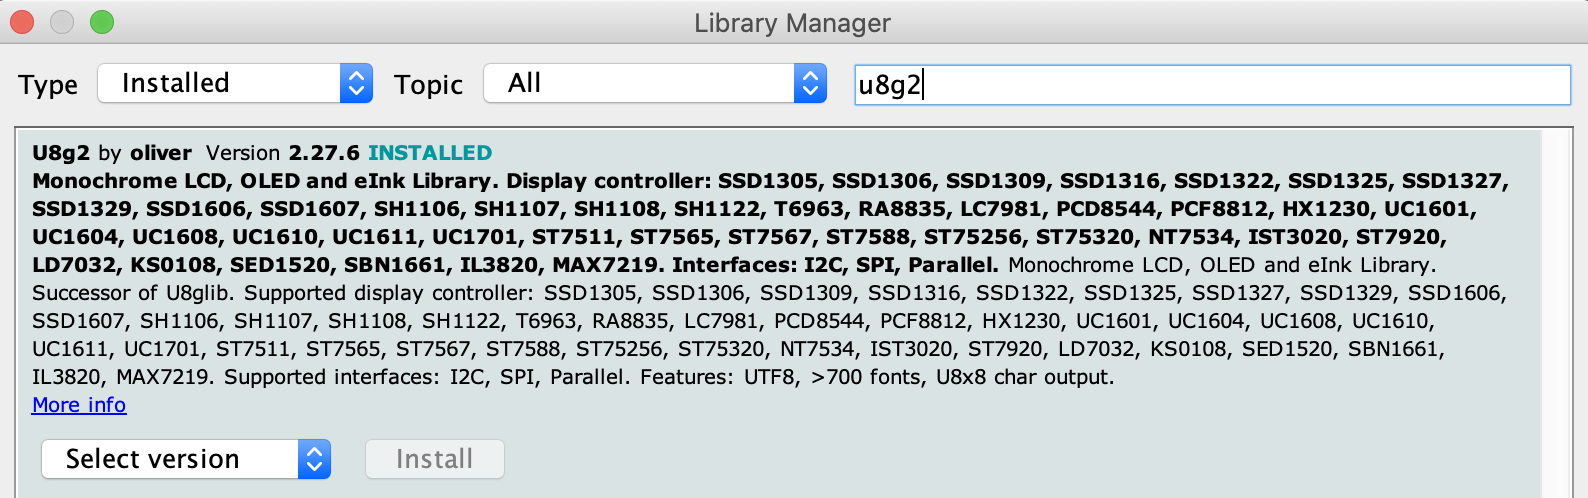 Library Manager
Type Installed Topic All u8g2
U8g2 by oliver Version 2.27.6 INSTALLED
Monochrome LCD, OLED and eInk Library. Display controller: SSD1305, SSD1306, SSD1309, SSD1316, SSD1322, SSD1325, SSD1327,
SSD1329, SSD1606, SSD1607, SH1106, SH1107, SH1108, SH1122, T6963, RA8835, LC7981, PCD8544, PCF8812, HX1230, UC1601,
UC1604, UC1608, UC1610, UC1611, UC1701, ST7511, ST7565, ST7567, ST7588, ST75256, ST75320, NT7534, IST3020, ST7920,
LD7032, KS0108, SED1520, SBN1661, IL3820, MAX7219. Interfaces: I2C, SPI, Parallel. Monochrome LCD, OLED and eInk Library.
Successor of U8glib. Supported display controller: SSD1305, SSD1306, SSD1309, SSD1316, SSD1322, SSD1325, SSD1327, SSD1329, SSD1606,
SSD1607, SH1106, SH1107, SH1108, SH1122, T6963, RA8835, LC7981, PCD8544, PCF8812, HX1230, UC1601, UC1604, UC1608, UC1610,
UC1611, UC1701, ST7511, ST7565, ST7567, ST7588, ST75256, ST75320, NT7534, IST3020, ST7920, LD7032, KS0108, SED1520, SBN1661,
IL3820, MAX7219. Supported interfaces: I2C, SPI, Parallel. Features: UTF8, >700 fonts, U8x8 char output.
More info
Select version Install